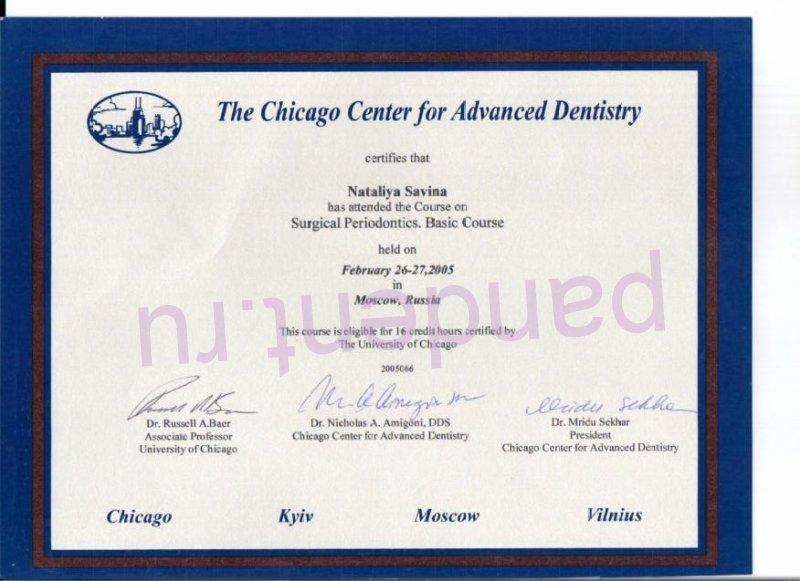 The Chicago Center for Advanced Dentistry
certifies that
Nataliya Savina
has attended the Course on
Surgical Periodontics. Basic Course
held on
February 26-27,2005
in
Moscow, Russia
This course is eligible for 16 credit hours certified by
The University of Chicago
2005066
Dr. Russell A.Baer
Associate Professor
University of Chicago
Dr. Nicholas A. Amigoni, DDS
Chicago Center for Advanced Dentistry
Mridu Sekhar
Dr. Mridu Sekhar
President
Chicago Center for Advanced Dentistry
Chicago Kyiv Moscow Vilnius
pandent.ru